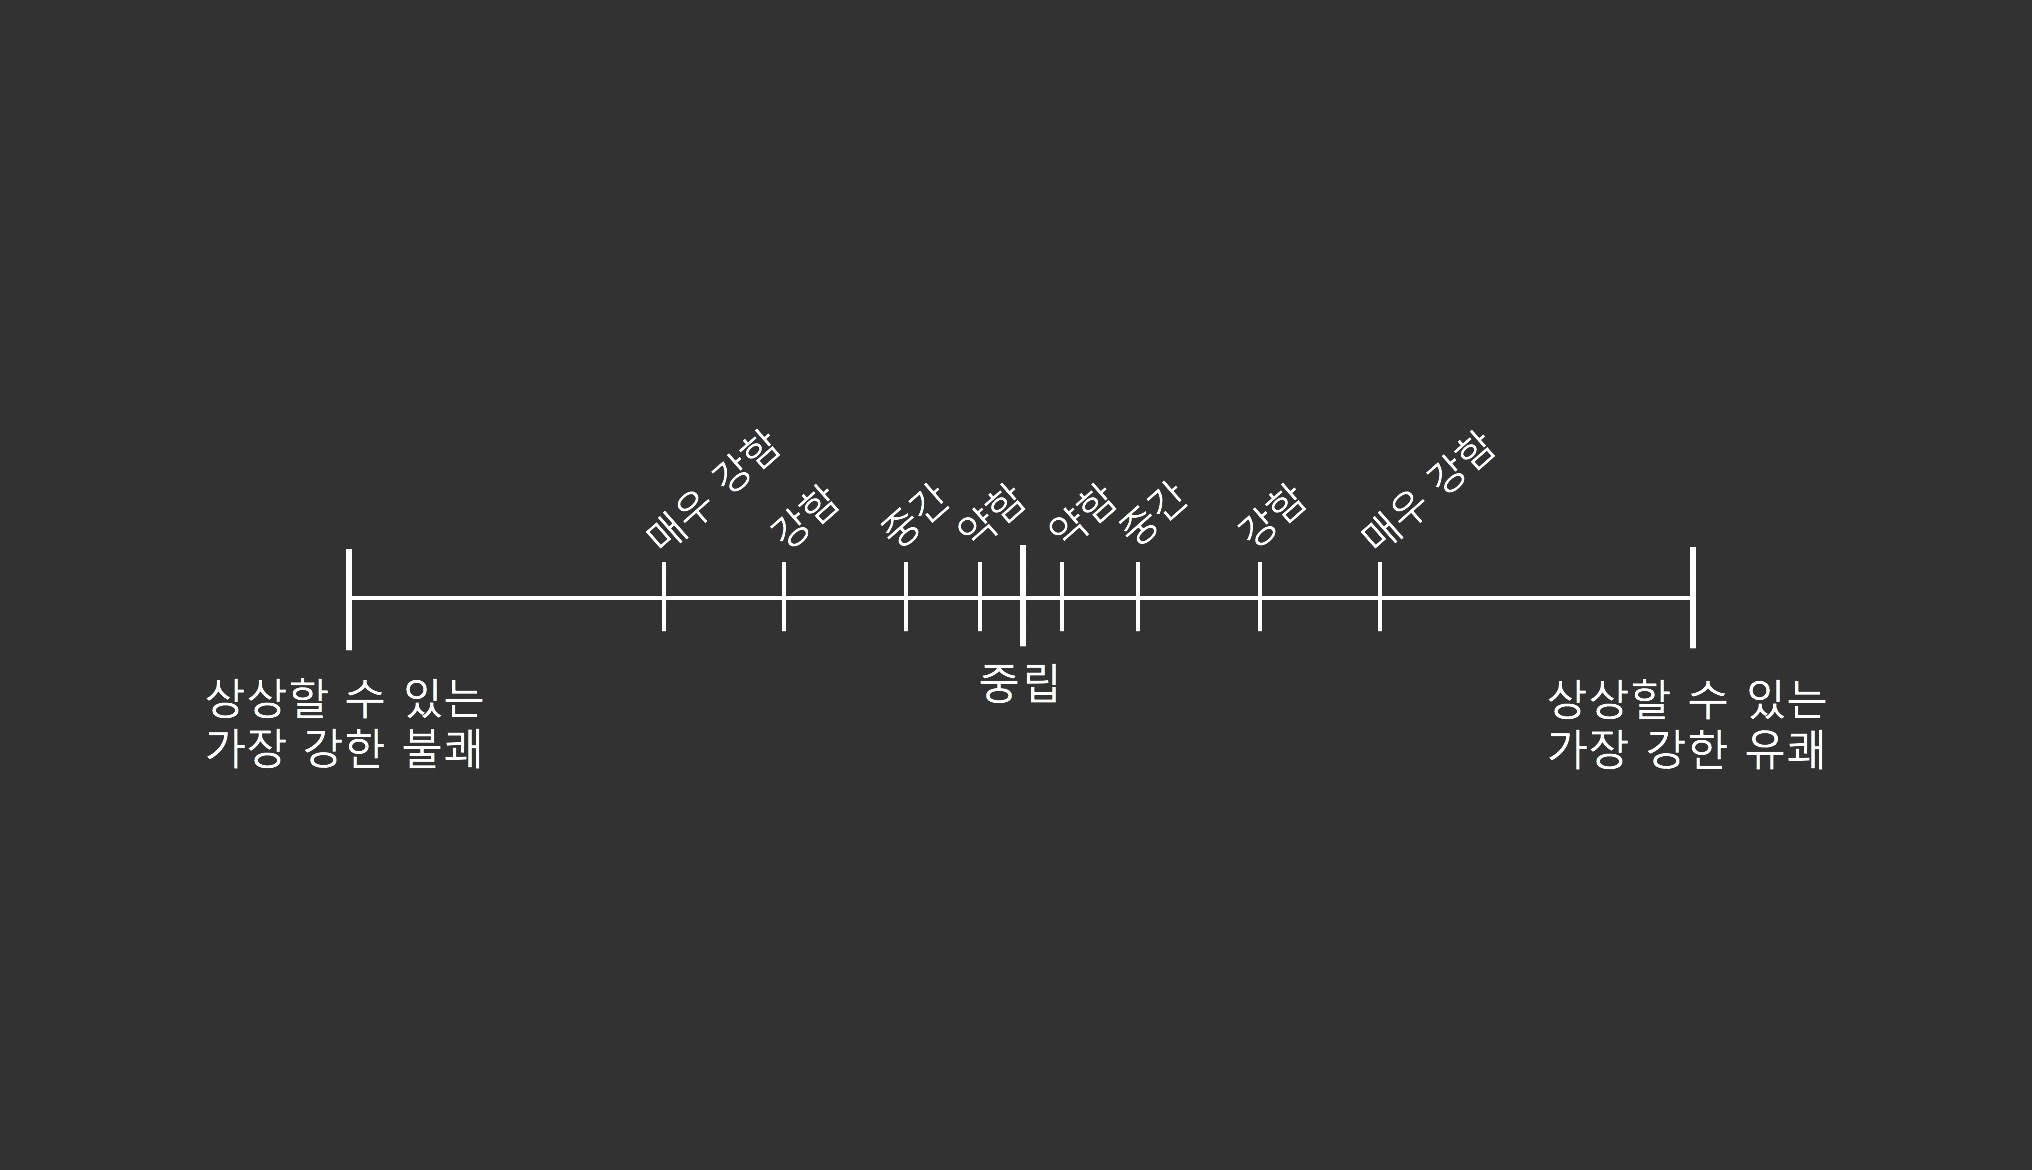 매우 강함
강함
중간
약함
약함
중간
강함
매우 강함
중립
상상할 수 있는
가장 강한 불쾌
상상할 수 있는
가장 강한 유쾌